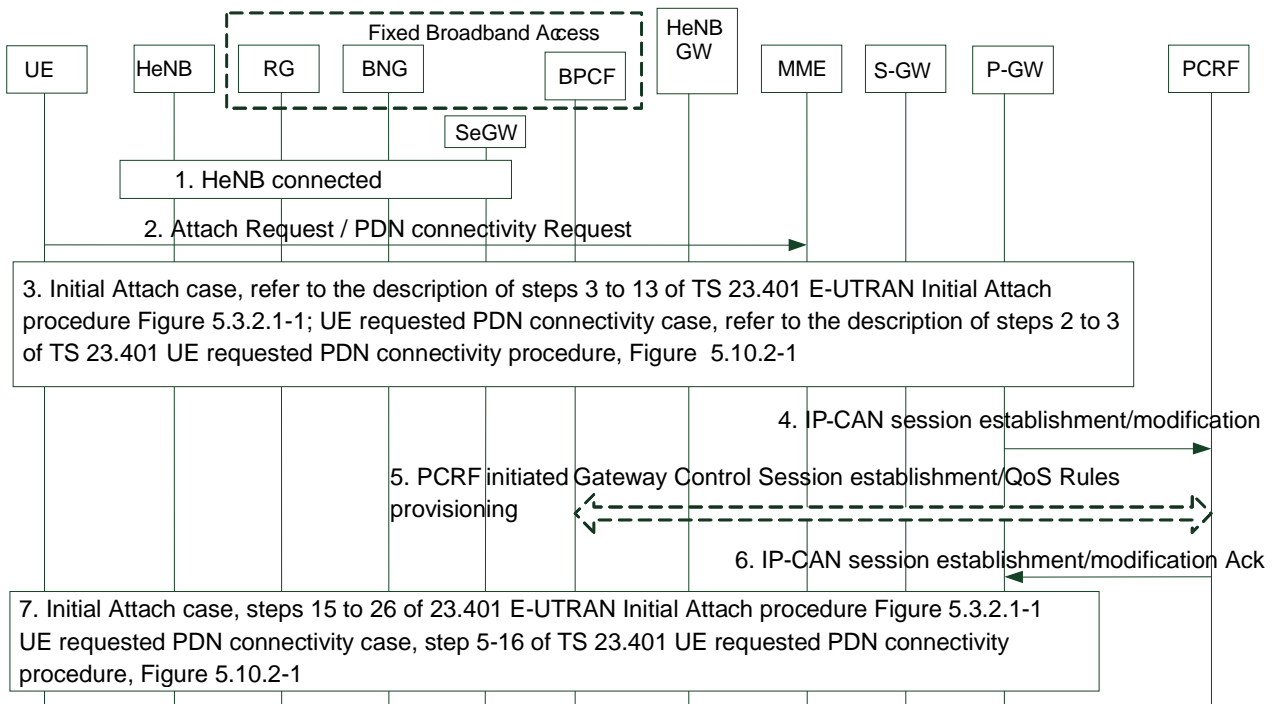 Fixed Broadband Access
HeNB
GW
UE
HeNB
RG
BNG
BPCF
MME
S-GW
P-GW
PCRF
SeGW
1. HeNB connected
2. Attach Request / PDN connectivity Request
3. Initial Attach case, refer to the description of steps 3 to 13 of TS 23.401 E-UTRAN Initial Attach
procedure Figure 5.3.2.1-1; UE requested PDN connectivity case, refer to the description of steps 2 to 3
of TS 23.401 UE requested PDN connectivity procedure, Figure 5.10.2-1
4. IP-CAN session establishment/modification
5. PCRF initiated Gateway Control Session establishment/QoS Rules
provisioning
6. IP-CAN session establishment/modification Ack
7. Initial Attach case, steps 15 to 26 of 23.401 E-UTRAN Initial Attach procedure Figure 5.3.2.1-1
UE requested PDN connectivity case, step 5-16 of TS 23.401 UE requested PDN connectivity
procedure, Figure 5.10.2-1